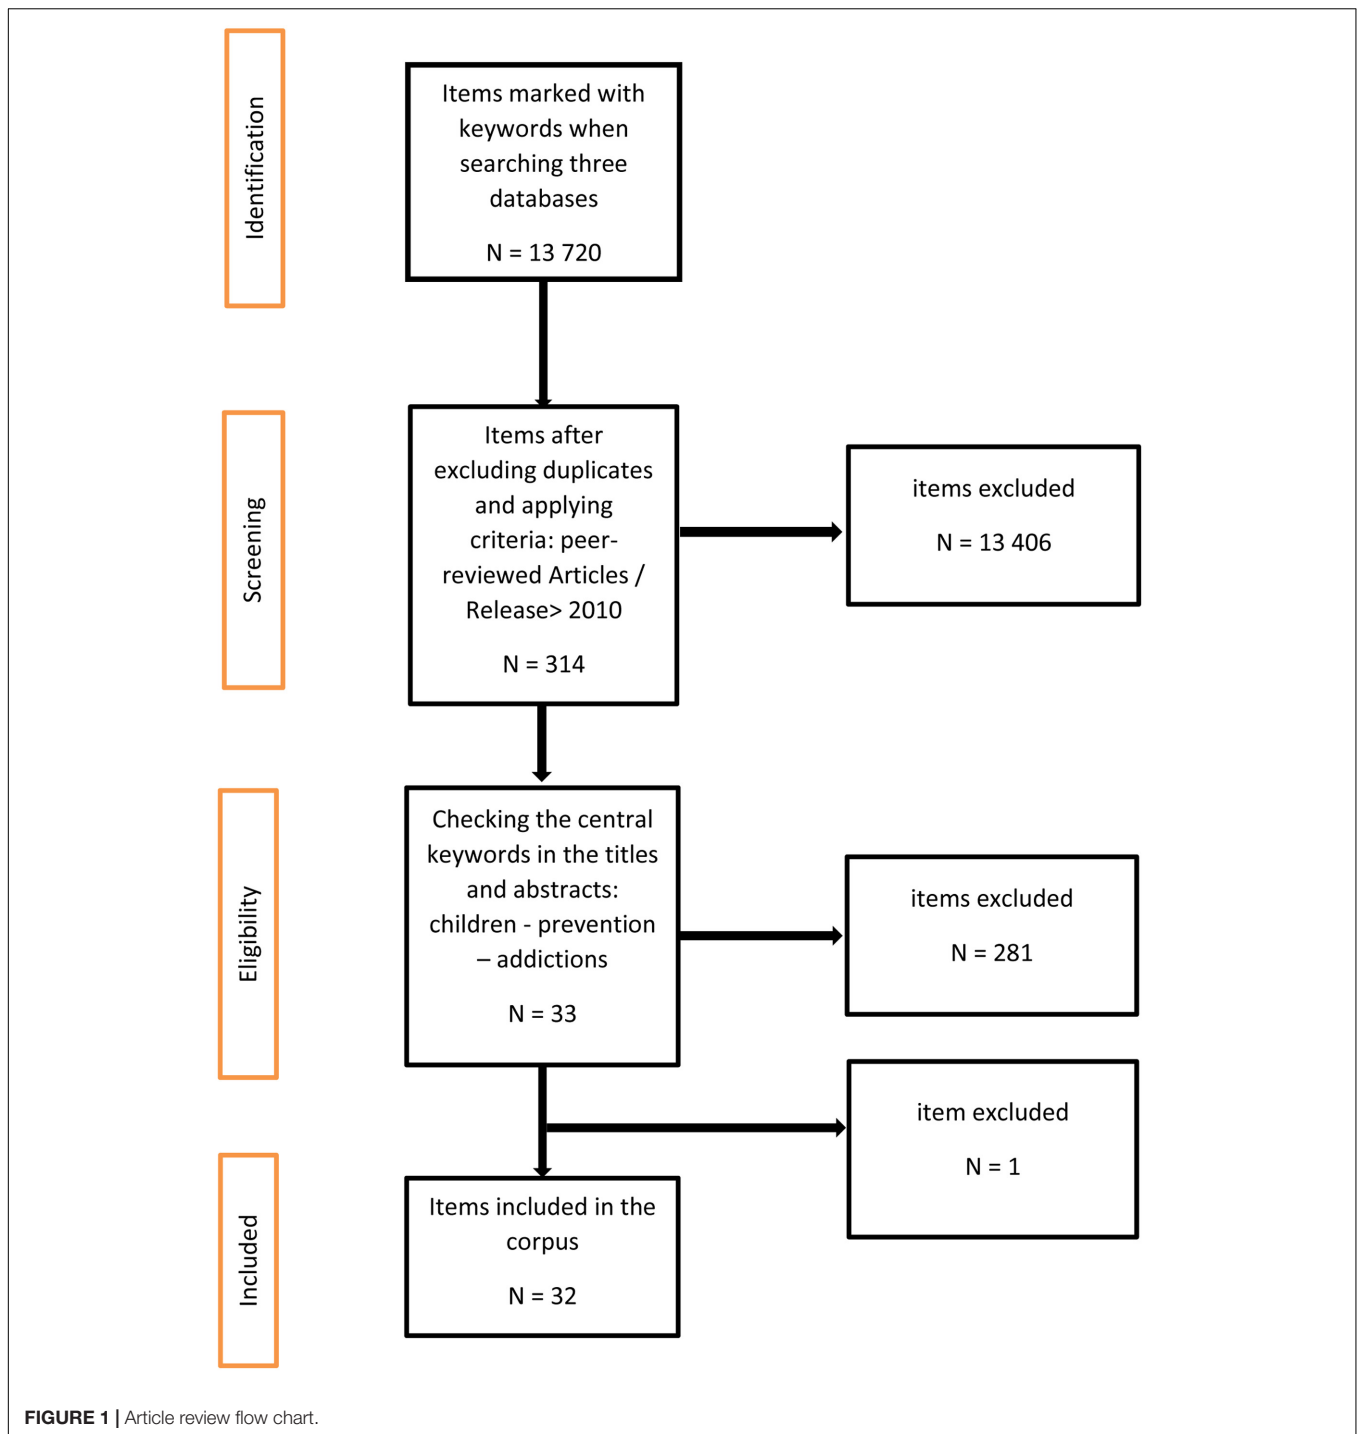 Identification
Items marked with
keywords when
searching three
databases
N = 13 720
Screening
Items after
excluding duplicates
and applying
criteria: peer-
reviewed Articles /
Release> 2010
N = 314
items excluded
N = 13 406
Eligibility
Checking the central
keywords in the titles
and abstracts:
children - prevention
– addictions
N = 33
items excluded
N = 281
item excluded
N = 1
Included
Items included in the
corpus
N = 32
FIGURE 1 | Article review flow chart.